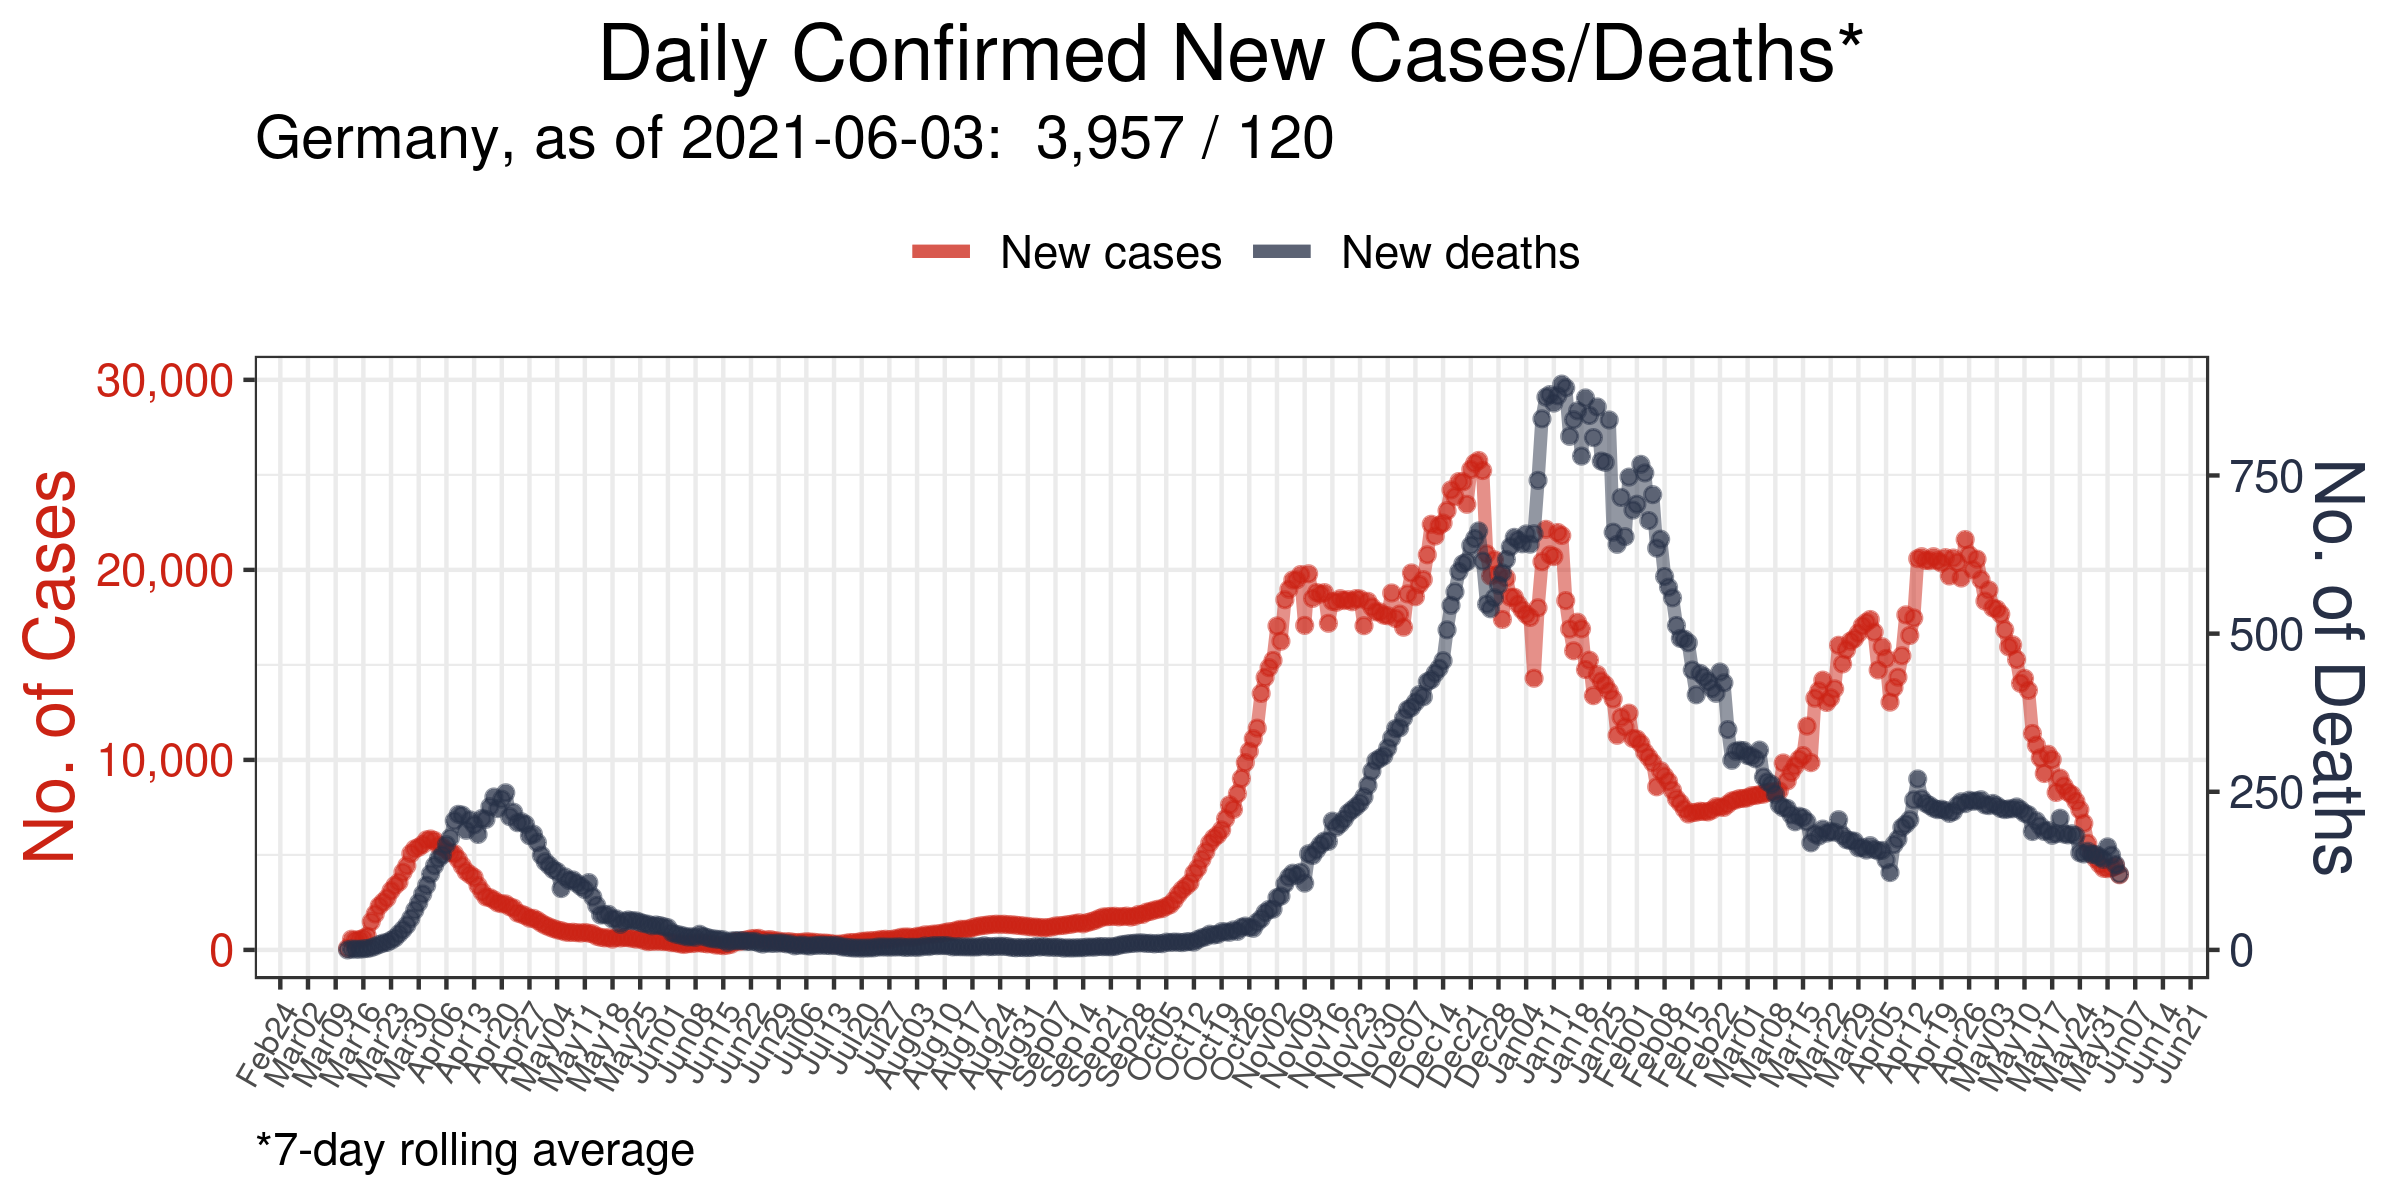 Daily Confirmed New Cases/Deaths*
Germany, as of 2021-06-03:  3,957 / 120
New cases
New deaths
No. of Cases
30,000
20,000
10,000
0
No. of Deaths
750
500
250
0
Feb24
Mar02
Mar09
Mar16
Mar23
Mar30
Apr06
Apr13
Apr20
Apr27
May04
May11
May18
May25
Jun01
Jun08
Jun15
Jun22
Jun29
Jul06
Jul13
Jul20
Jul27
Aug03
Aug10
Aug17
Aug24
Aug31
Sep07
Sep14
Sep21
Sep28
Oct05
Oct12
Oct19
Oct26
Nov02
Nov09
Nov16
Nov23
Nov30
Dec07
Dec14
Dec21
Dec28
Jan04
Jan11
Jan18
Jan25
Feb01
Feb08
Feb15
Feb22
Mar01
Mar08
Mar15
Mar22
Mar29
Apr05
Apr12
Apr19
Apr26
May03
May10
May17
May24
May31
Jun07
Jun14
Jun21
*7-day rolling average